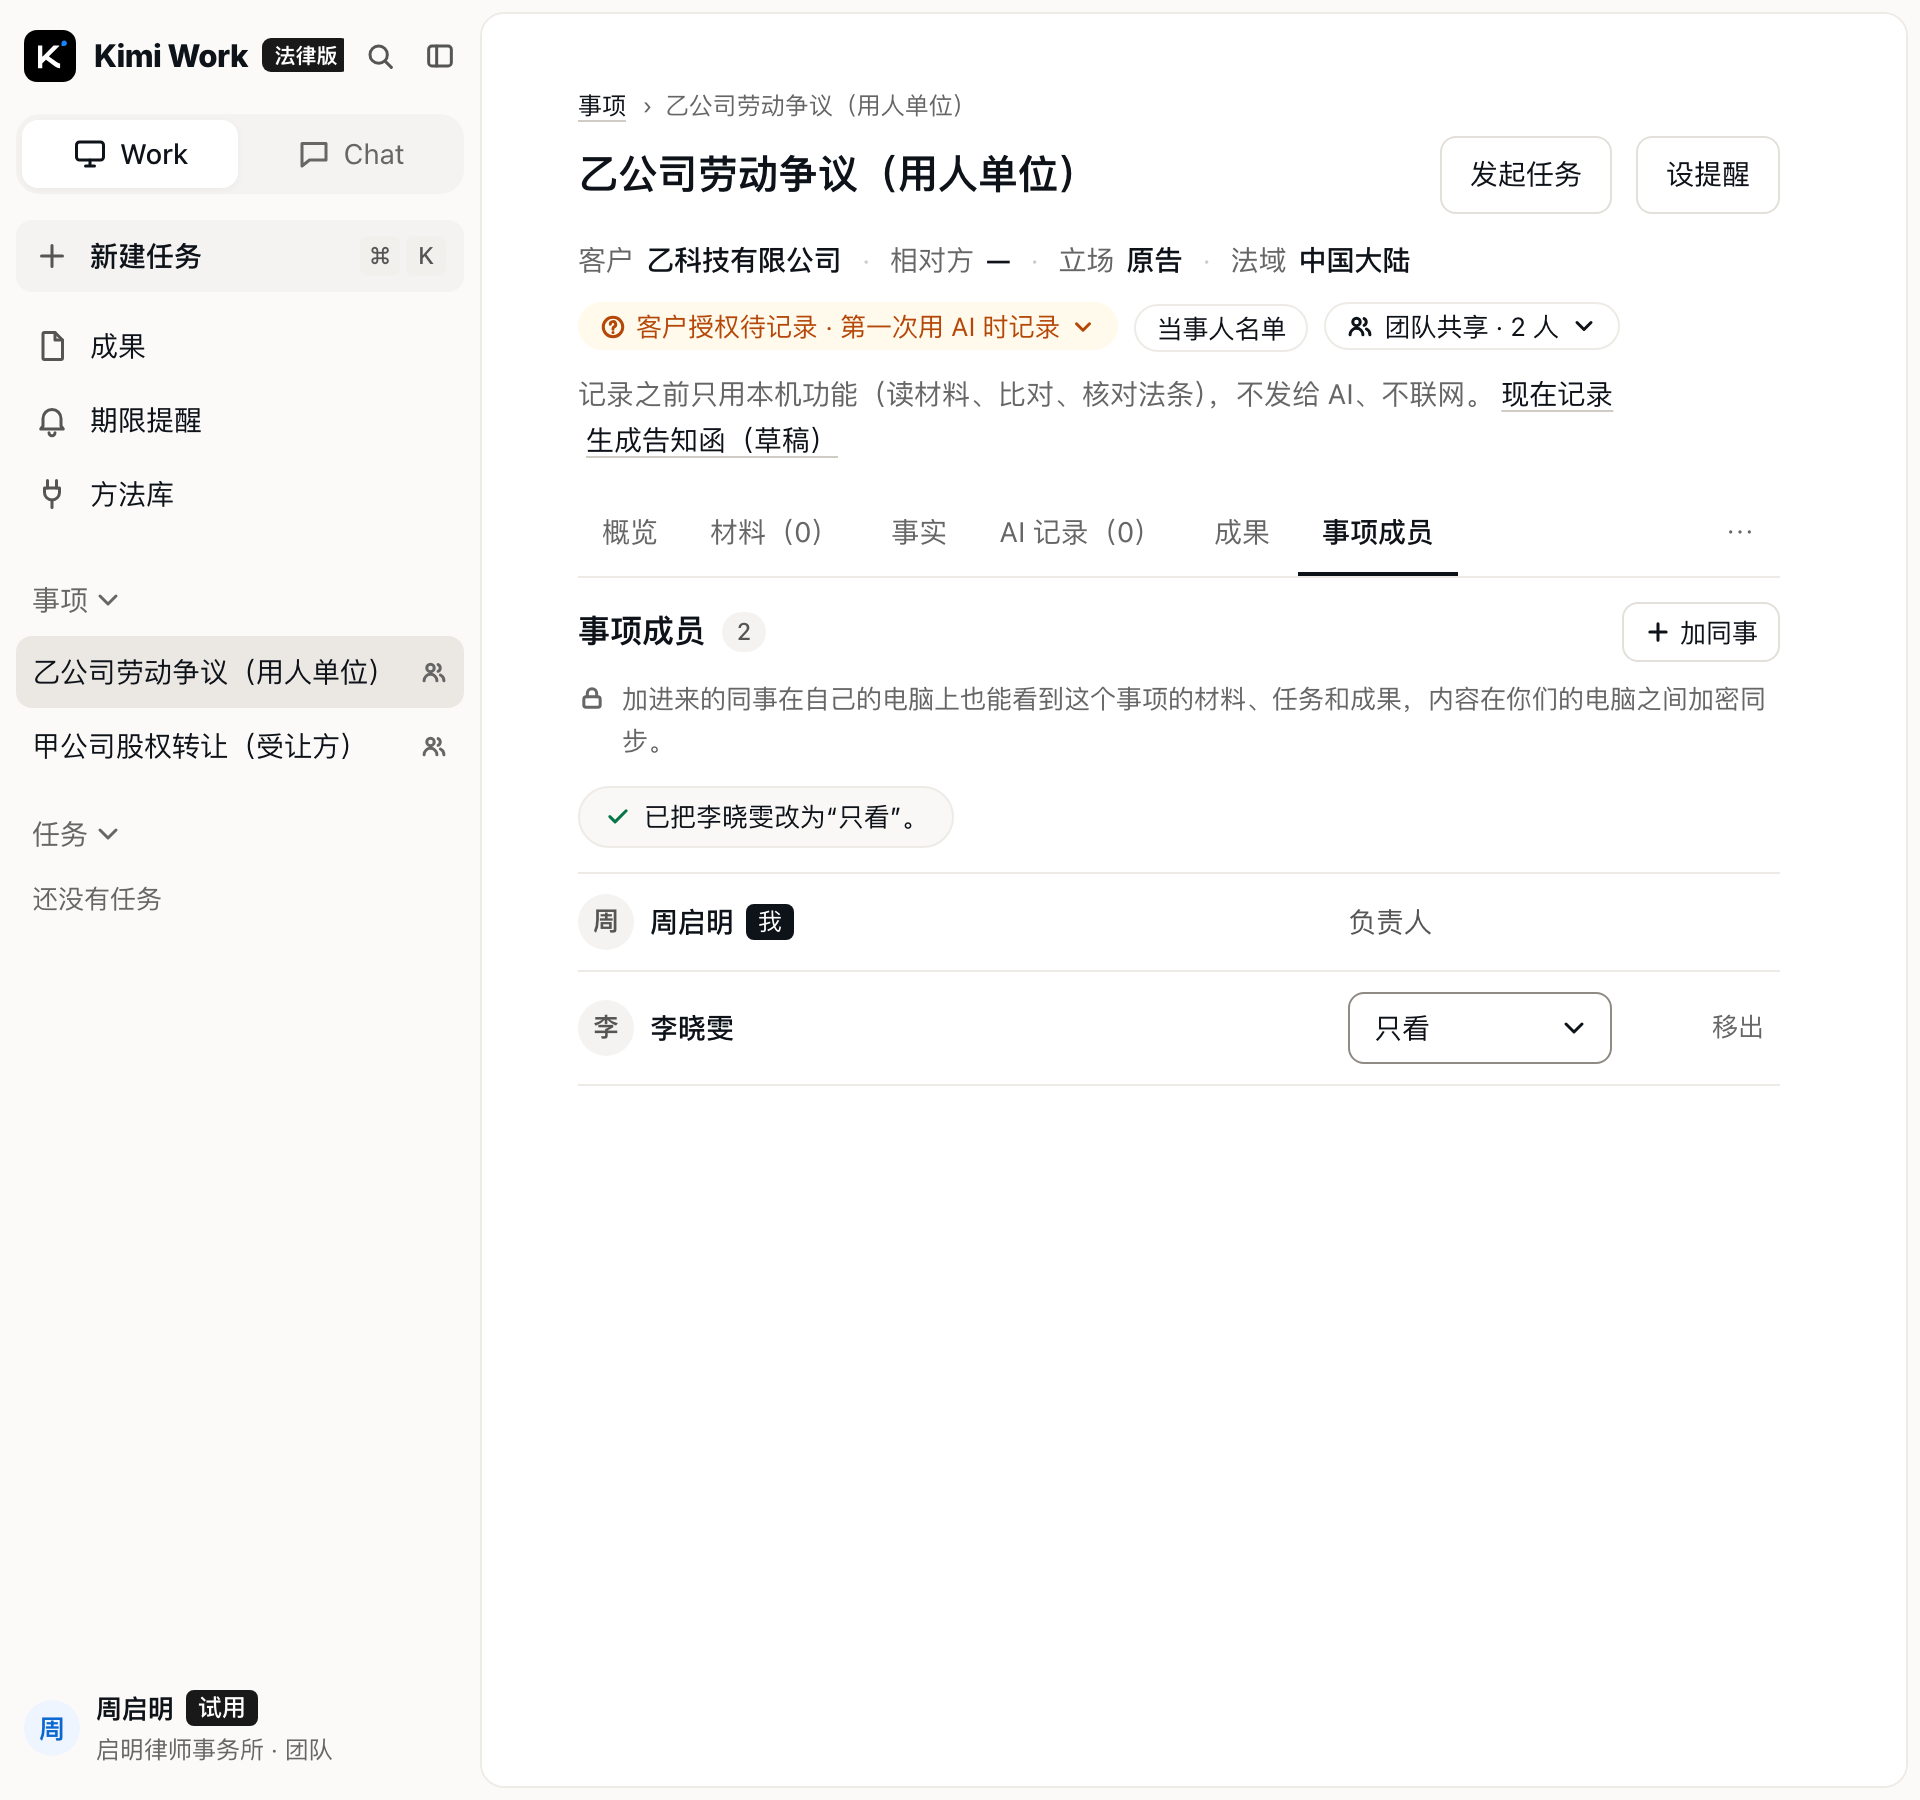 Kimi Work 法律版
Work
Chat
新建任务 ⌘ K
成果
期限提醒
方法库
事项
乙公司劳动争议（用人单位）
甲公司股权转让（受让方）
任务
还没有任务
周 周启明 试用
启明律师事务所 · 团队
事项 › 乙公司劳动争议（用人单位）
乙公司劳动争议（用人单位）
发起任务
设提醒
客户 乙科技有限公司 · 相对方 — · 立场 原告 · 法域 中国大陆
客户授权待记录 · 第一次用 AI 时记录
当事人名单
团队共享 · 2 人
记录之前只用本机功能（读材料、比对、核对法条），不发给 AI、不联网。 现在记录
生成告知函（草稿）
概览 材料（0） 事实 AI 记录（0） 成果 事项成员 ···
事项成员 2
加同事
加进来的同事在自己的电脑上也能看到这个事项的材料、任务和成果，内容在你们的电脑之间加密同
步。
已把李晓雯改为“只看”。
周 周启明 我 负责人
李 李晓雯 只看 移出